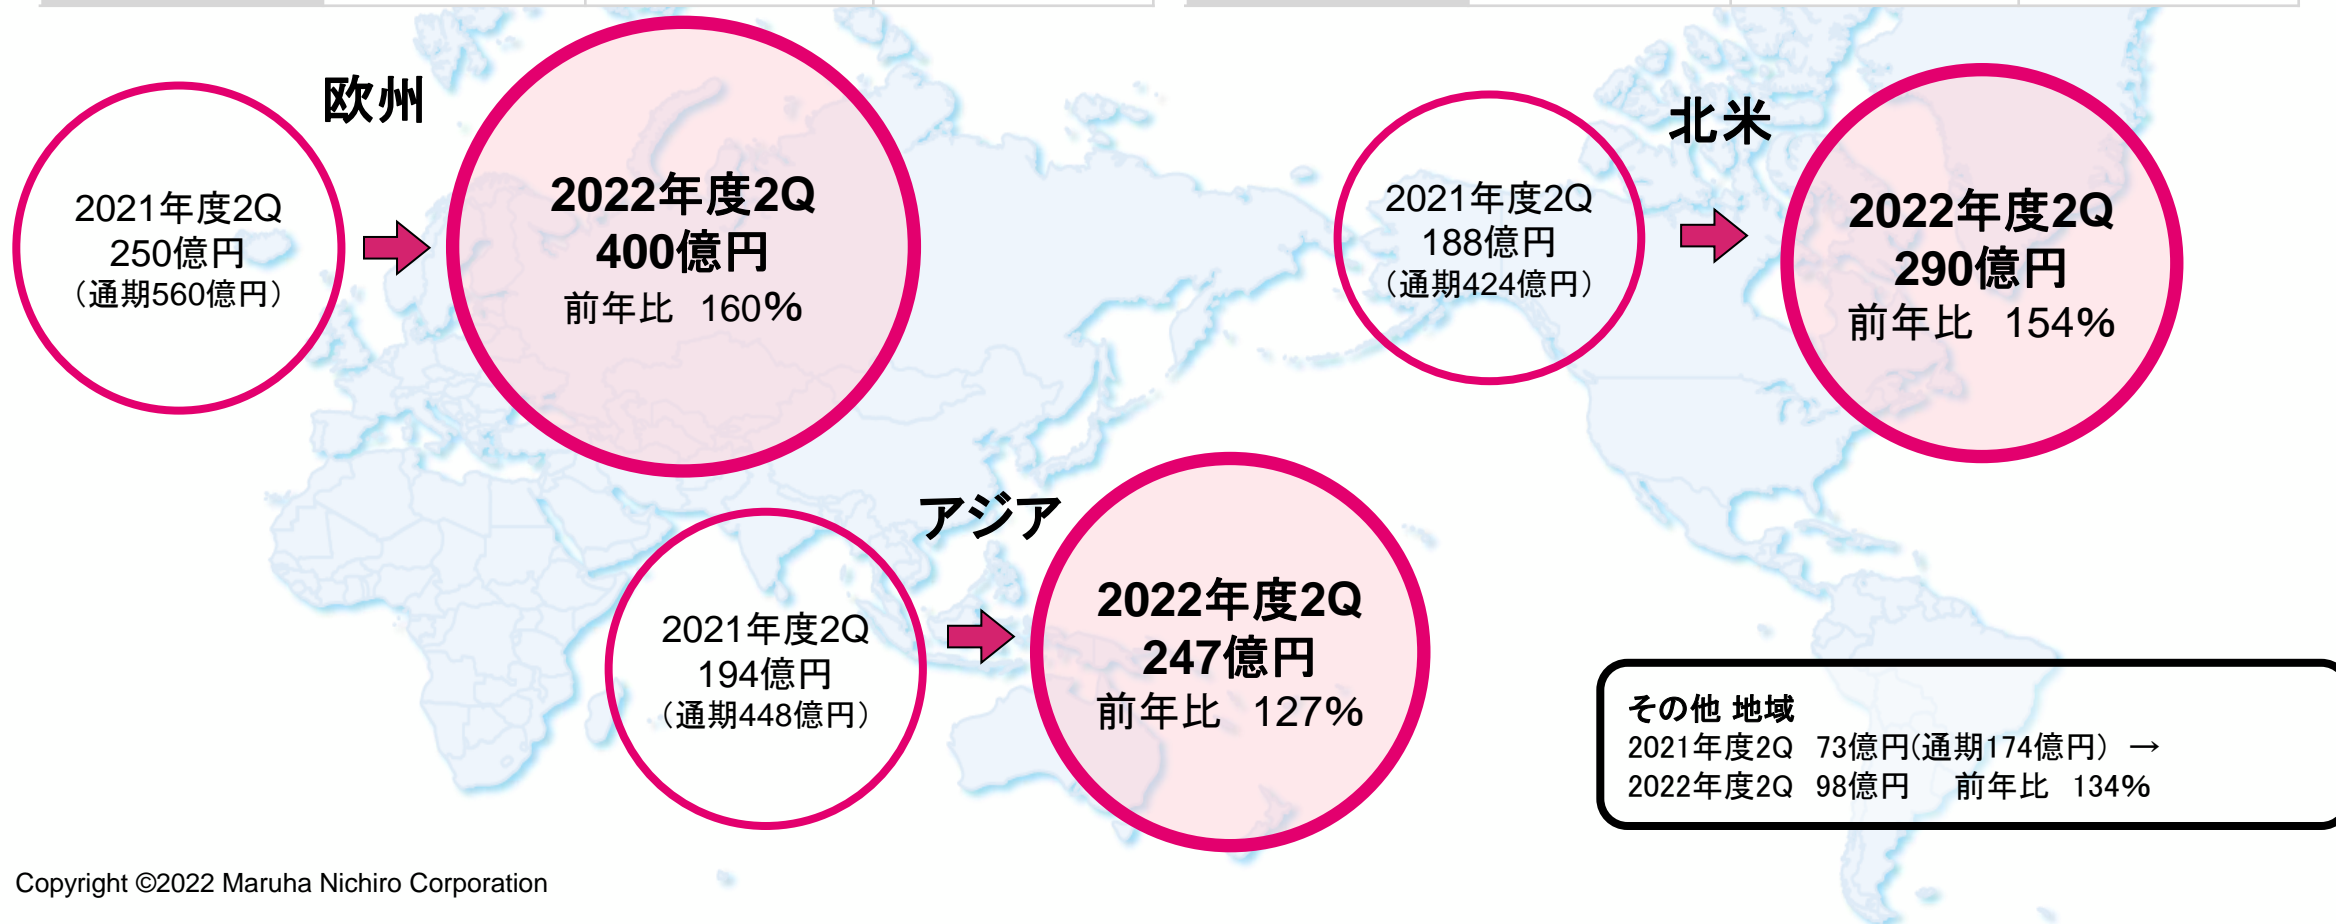 欧州
2021年度2Q
250億円
（通期560億円）
2022年度2Q
400億円
前年比　160%
北米
2021年度2Q
188億円
（通期424億円）
2022年度2Q
290億円
前年比　154%
アジア
2021年度2Q
194億円
（通期448億円）
2022年度2Q
247億円
前年比　127%
その他 地域
2021年度2Q　73億円(通期174億円）→
2022年度2Q　98億円　前年比　134%
Copyright ©2022 Maruha Nichiro Corporation